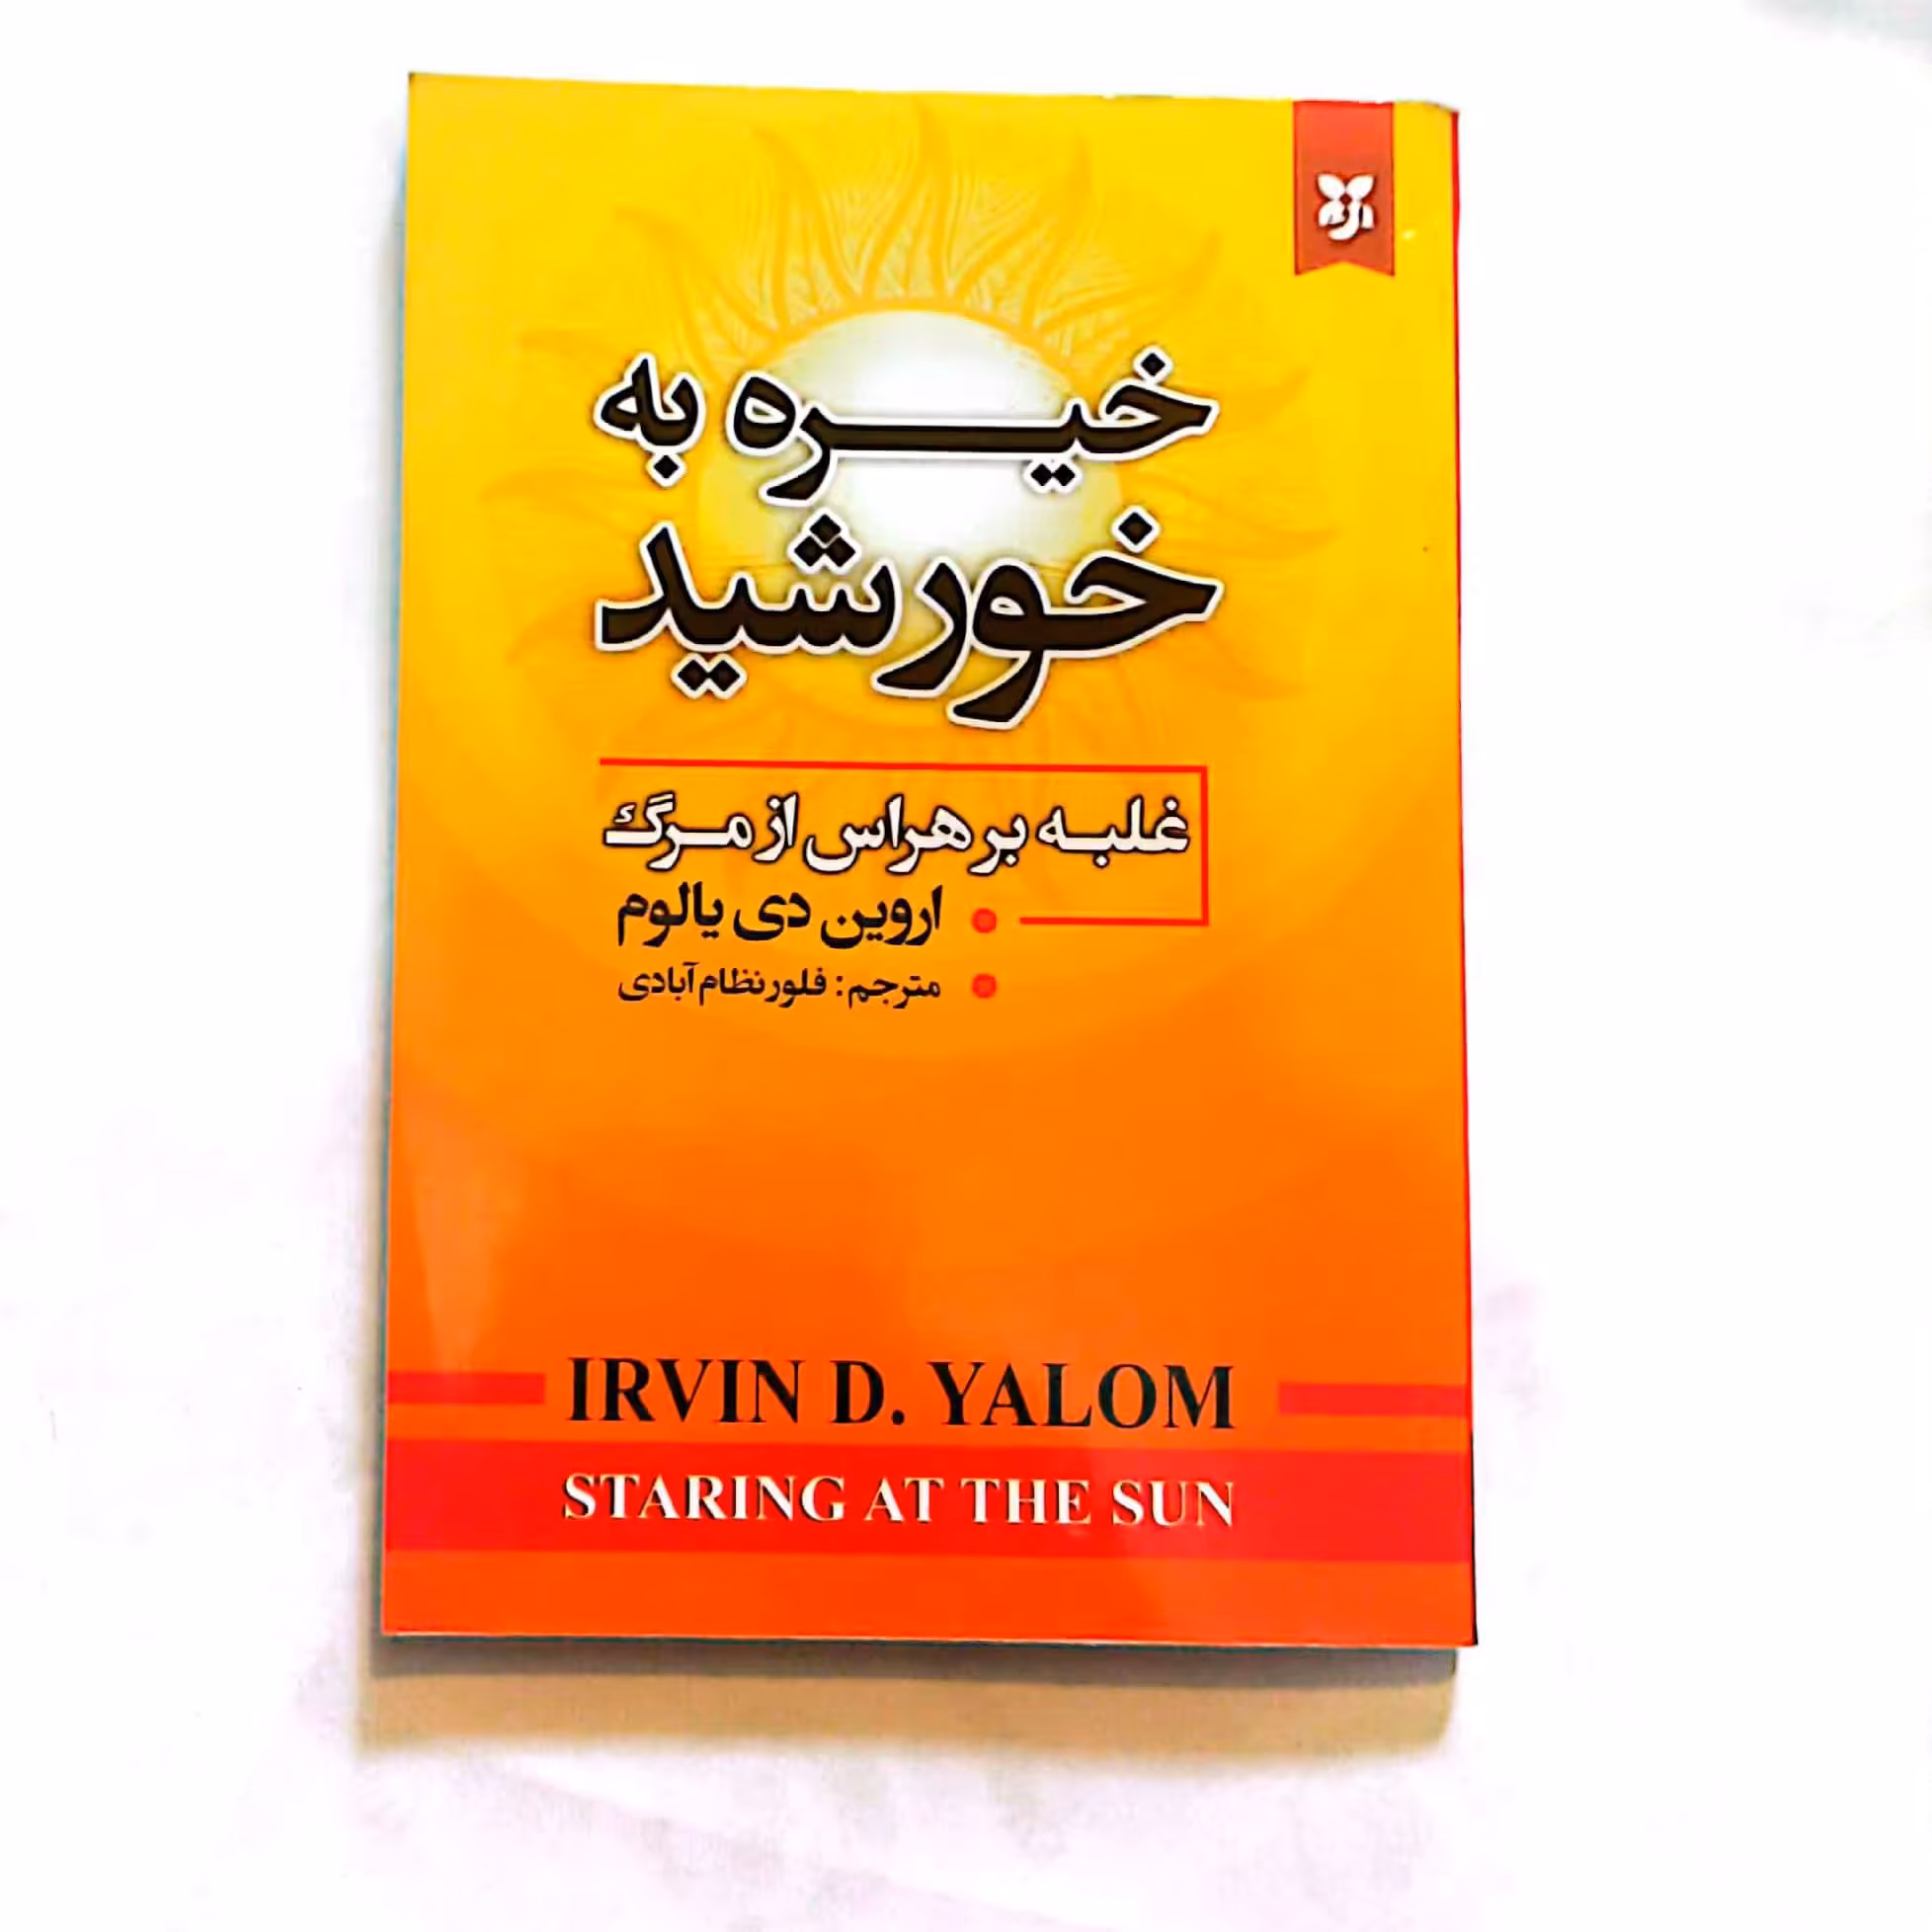 خیره به
خورشید
غلبه بر هراس از مرگ
اروین دی یالوم
مترجم: فلور نظام آبادی
IRVIN D. YALOM
STARING AT THE SUN